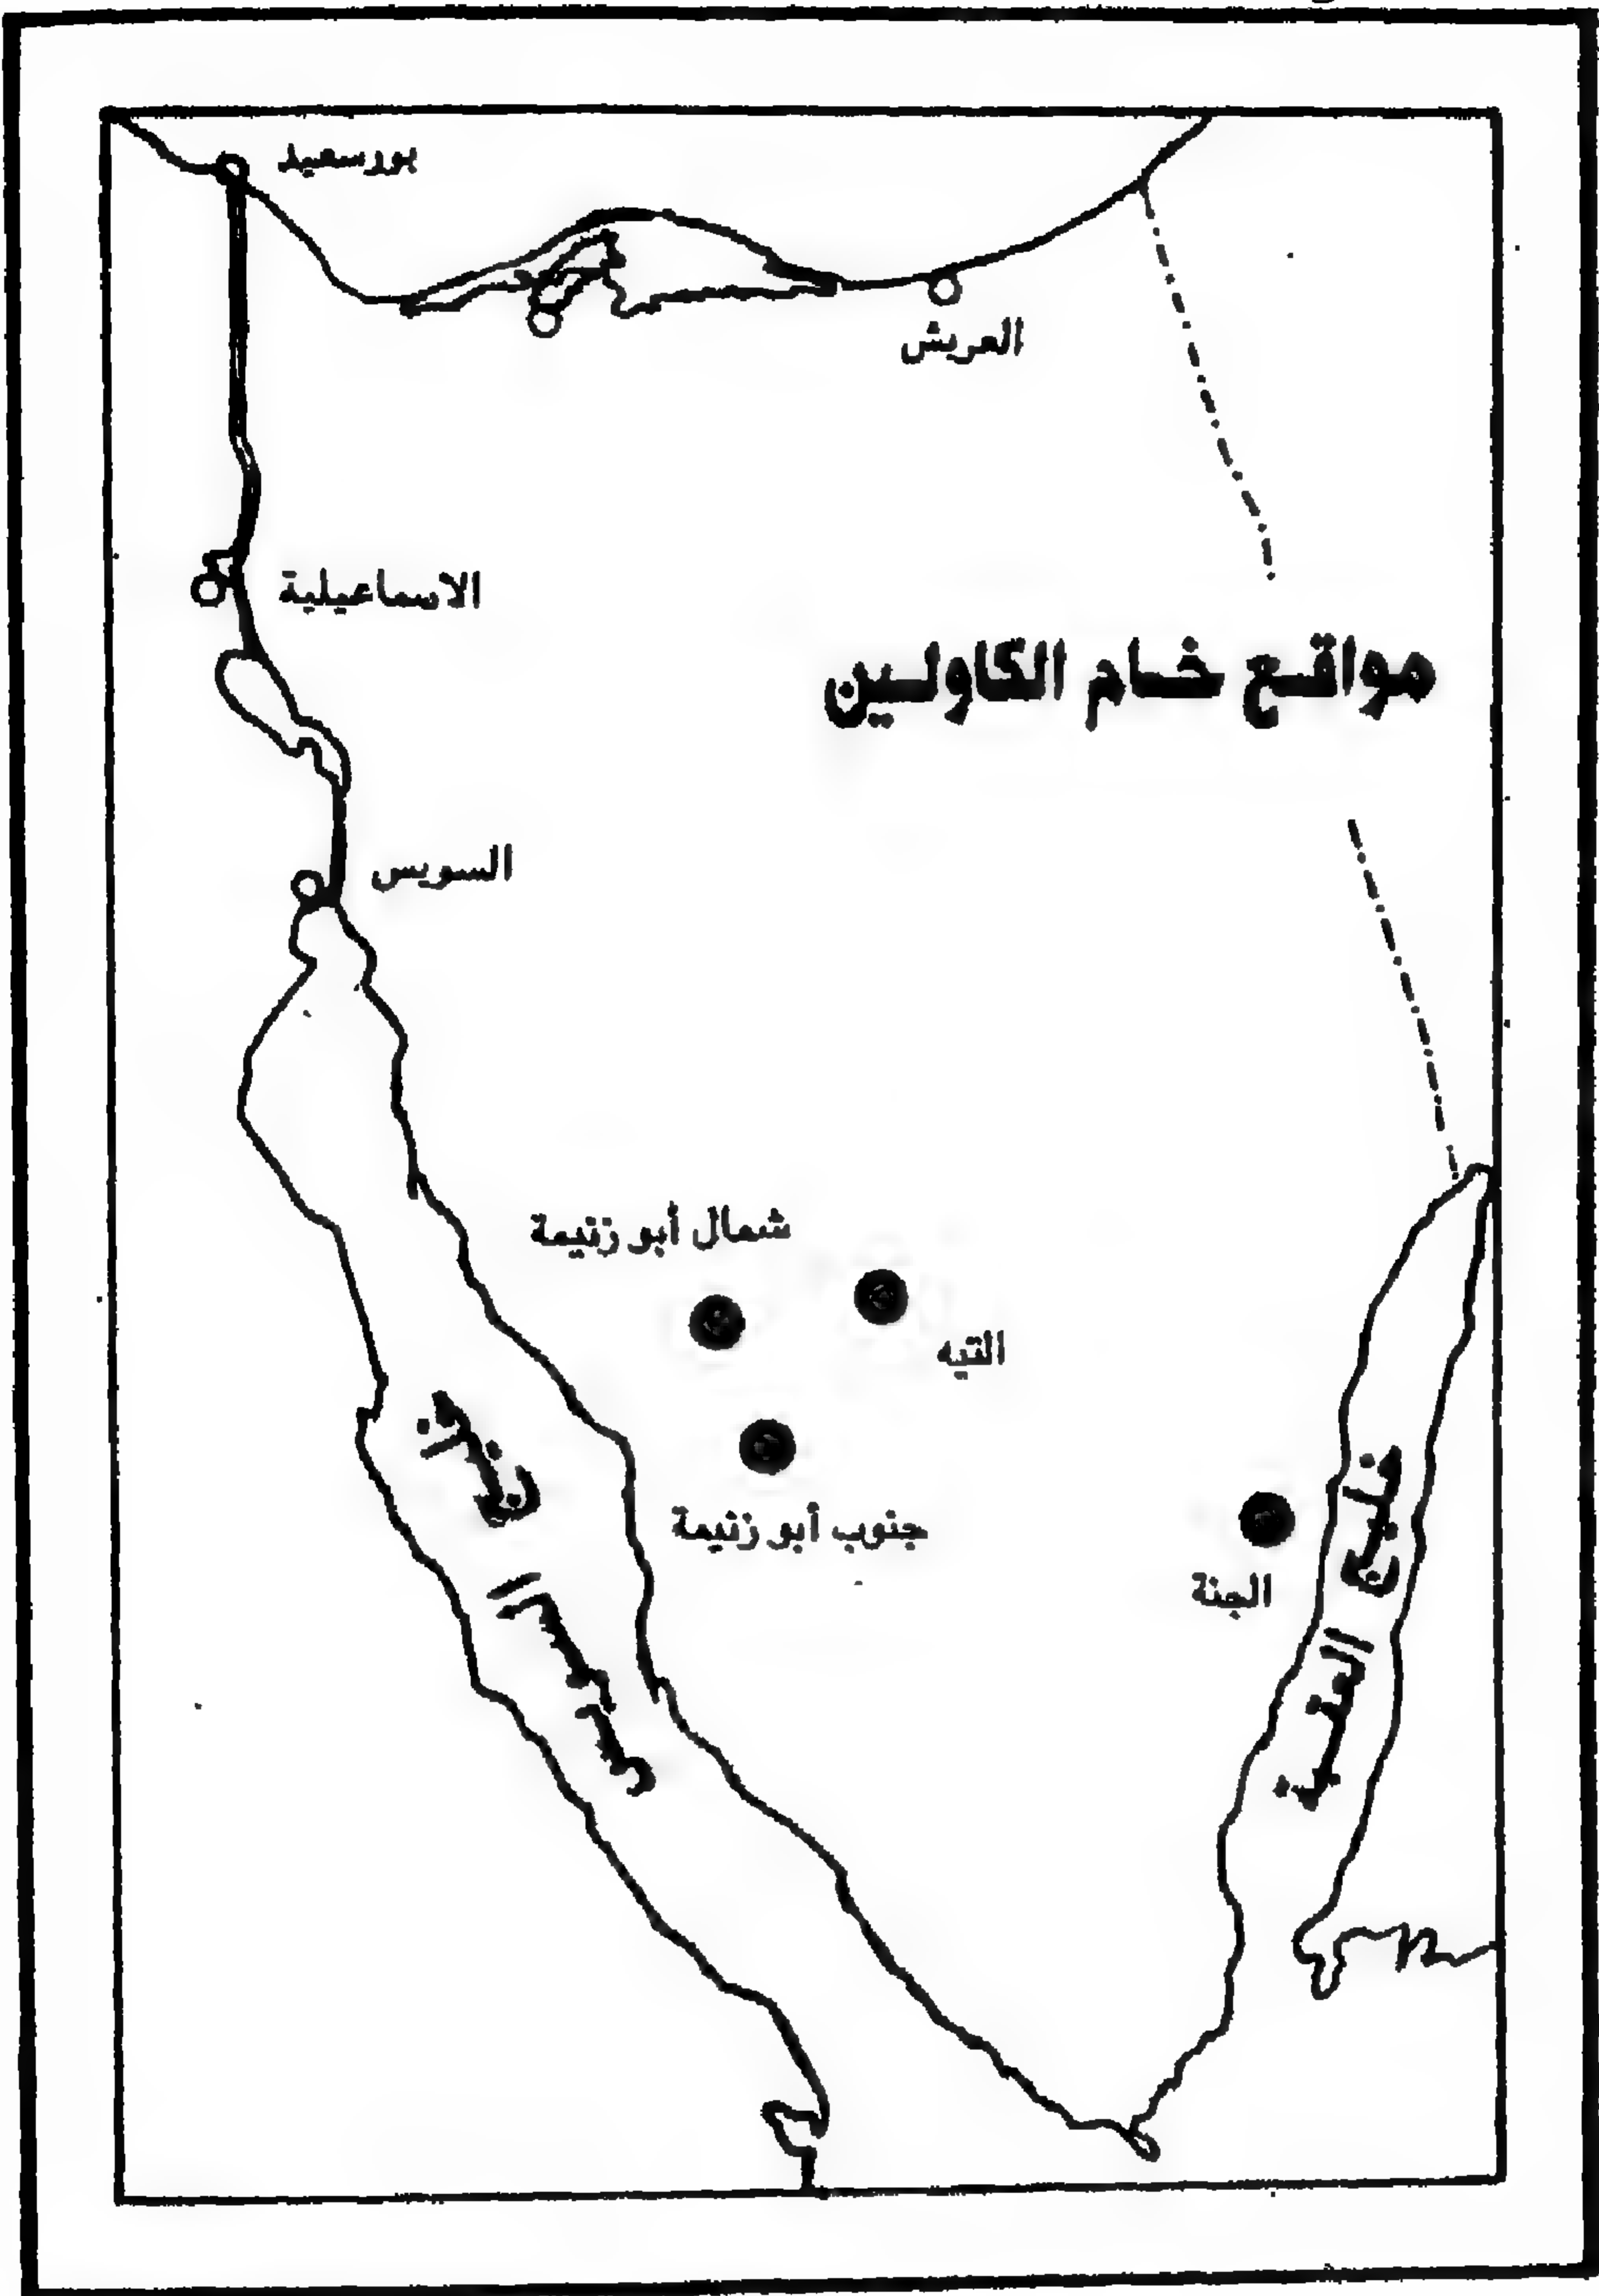 بورسعيد
العريش
الاسماعيلية
مواقع خام الكاولين
السويس
شمال أبو زنيمة
التيه
جنوب أبو زنيمة
الجنة
خليج السويس
خليج العقبة